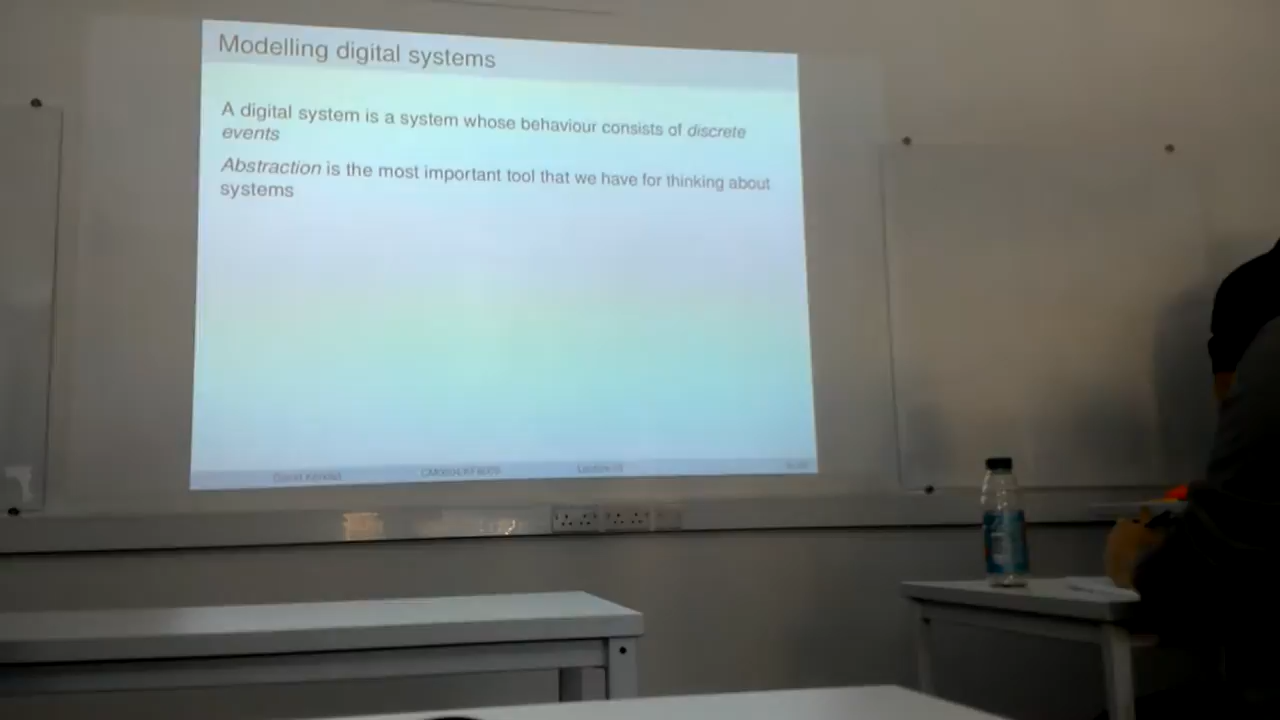 Modelling digital systems
A digital system is a system whose behaviour consists of discrete
events
Abstraction is the most important tool that we have for thinking about
systems